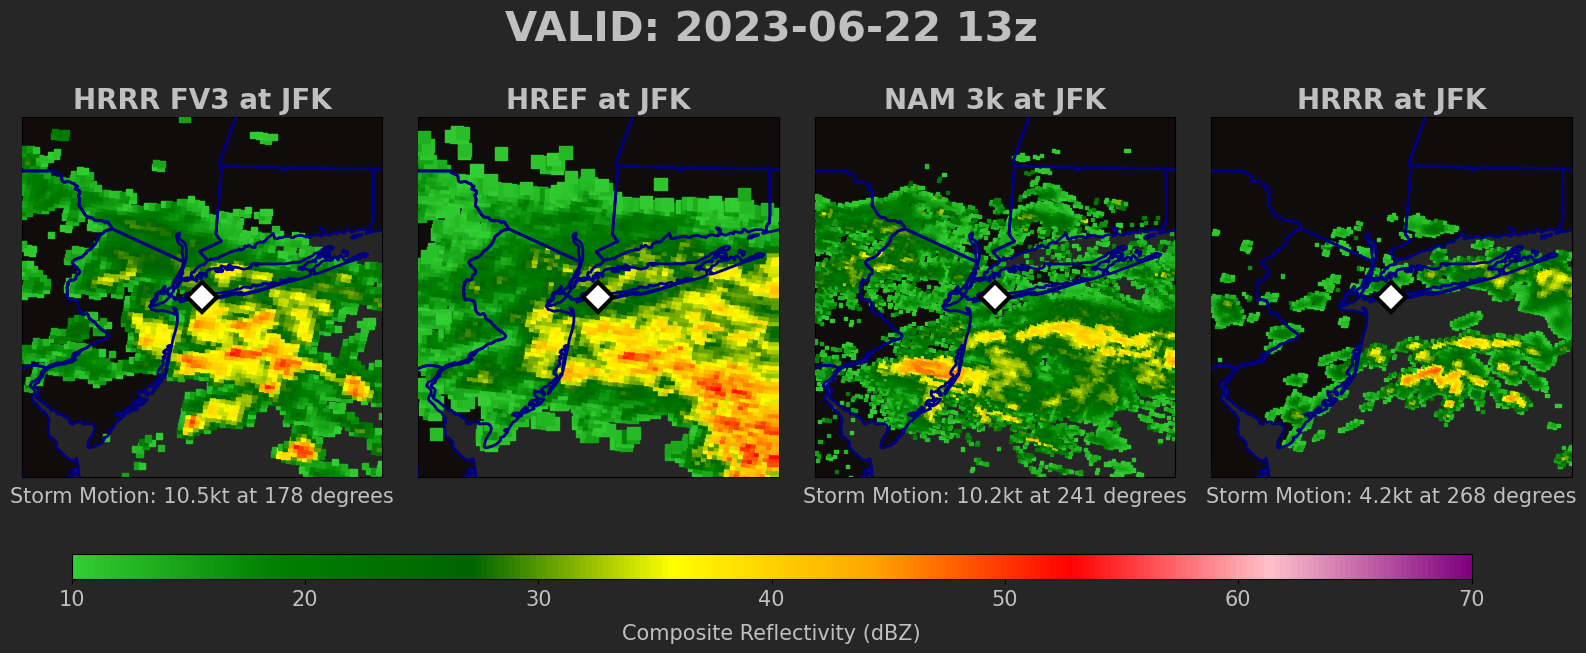 VALID: 2023-06-22 13z
HRRR FV3 at JFK
HREF at JFK
NAM 3k at JFK
HRRR at JFK
Storm Motion: 10.5kt at 178 degrees
Storm Motion: 10.2kt at 241 degrees
Storm Motion: 4.2kt at 268 degrees
10 20 30 40 50 60 70
Composite Reflectivity (dBZ)